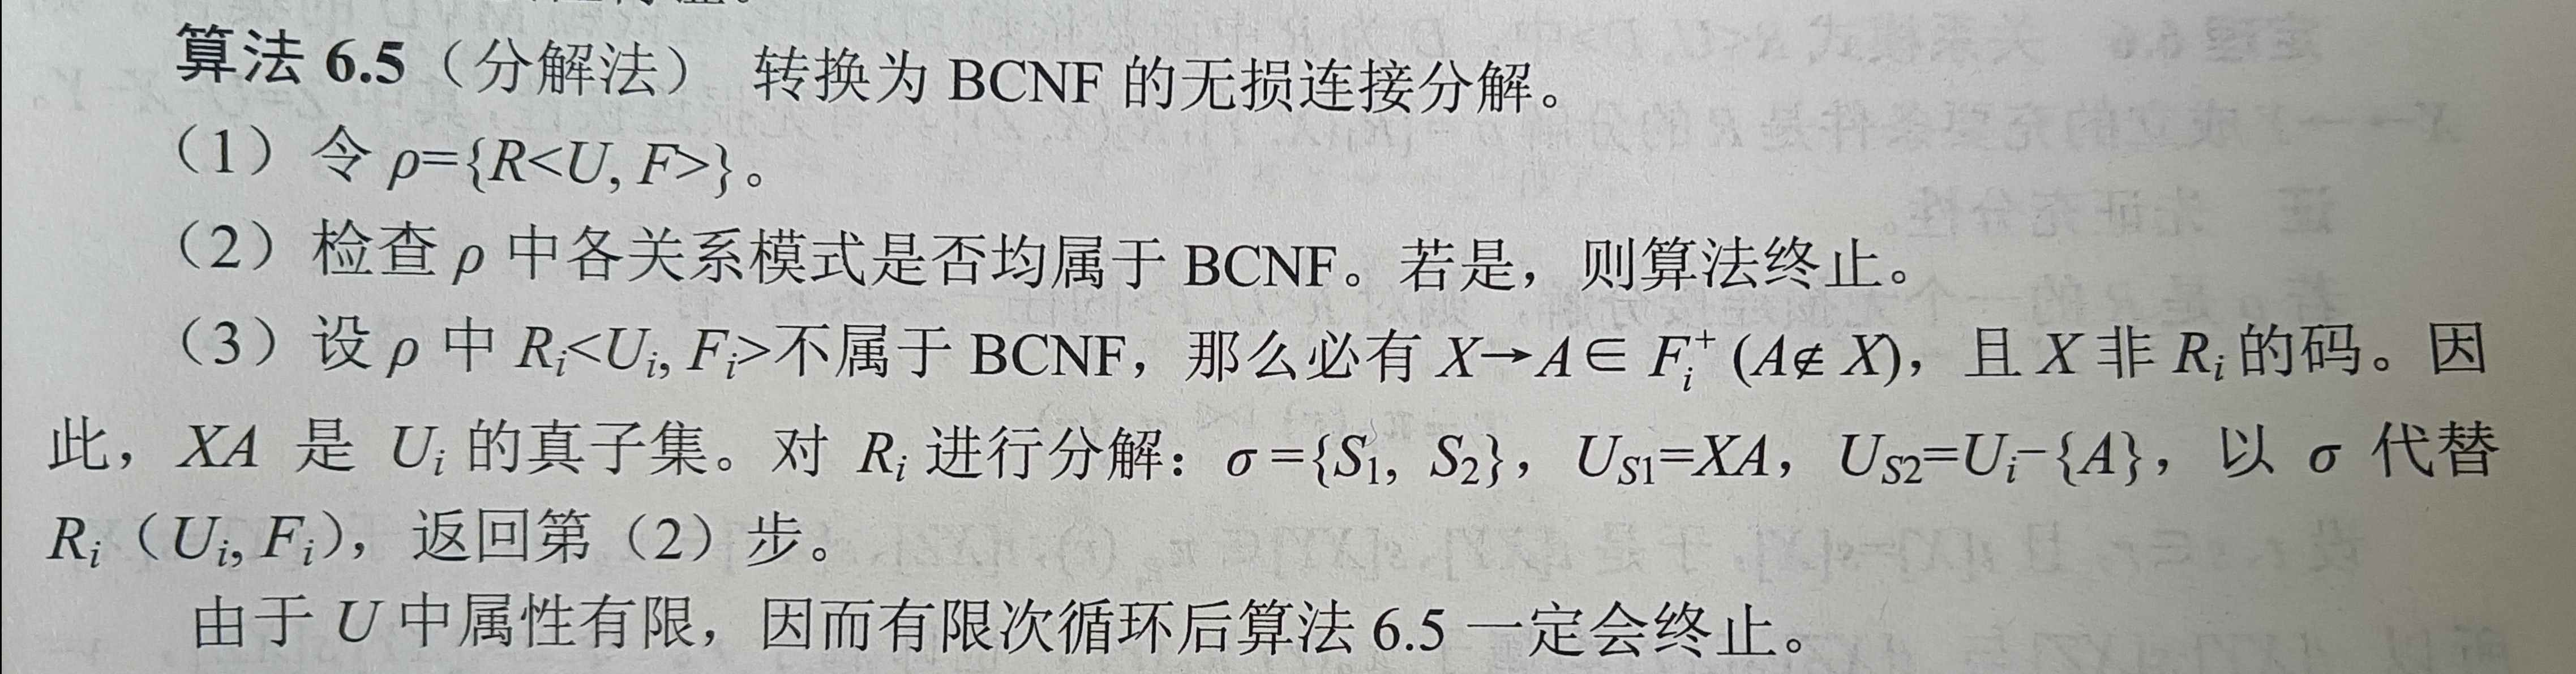 算法 6.5（分解法） 转换为 BCNF 的无损连接分解。
（1）令 ρ={R<U, F>}。
（2）检查 ρ 中各关系模式是否均属于 BCNF。若是，则算法终止。
（3）设 ρ 中 Rᵢ<Uᵢ, Fᵢ>不属于 BCNF，那么必有 X→A∈ Fᵢ⁺ (A∉ X)，且 X 非 Rᵢ 的码。因
此，XA 是 Uᵢ 的真子集。对 Rᵢ 进行分解：σ ={S₁, S₂}，U_S1=XA，U_S2=Uᵢ-{A}，以 σ 代替
Rᵢ（Uᵢ, Fᵢ），返回第（2）步。
由于 U 中属性有限，因而有限次循环后算法 6.5 一定会终止。